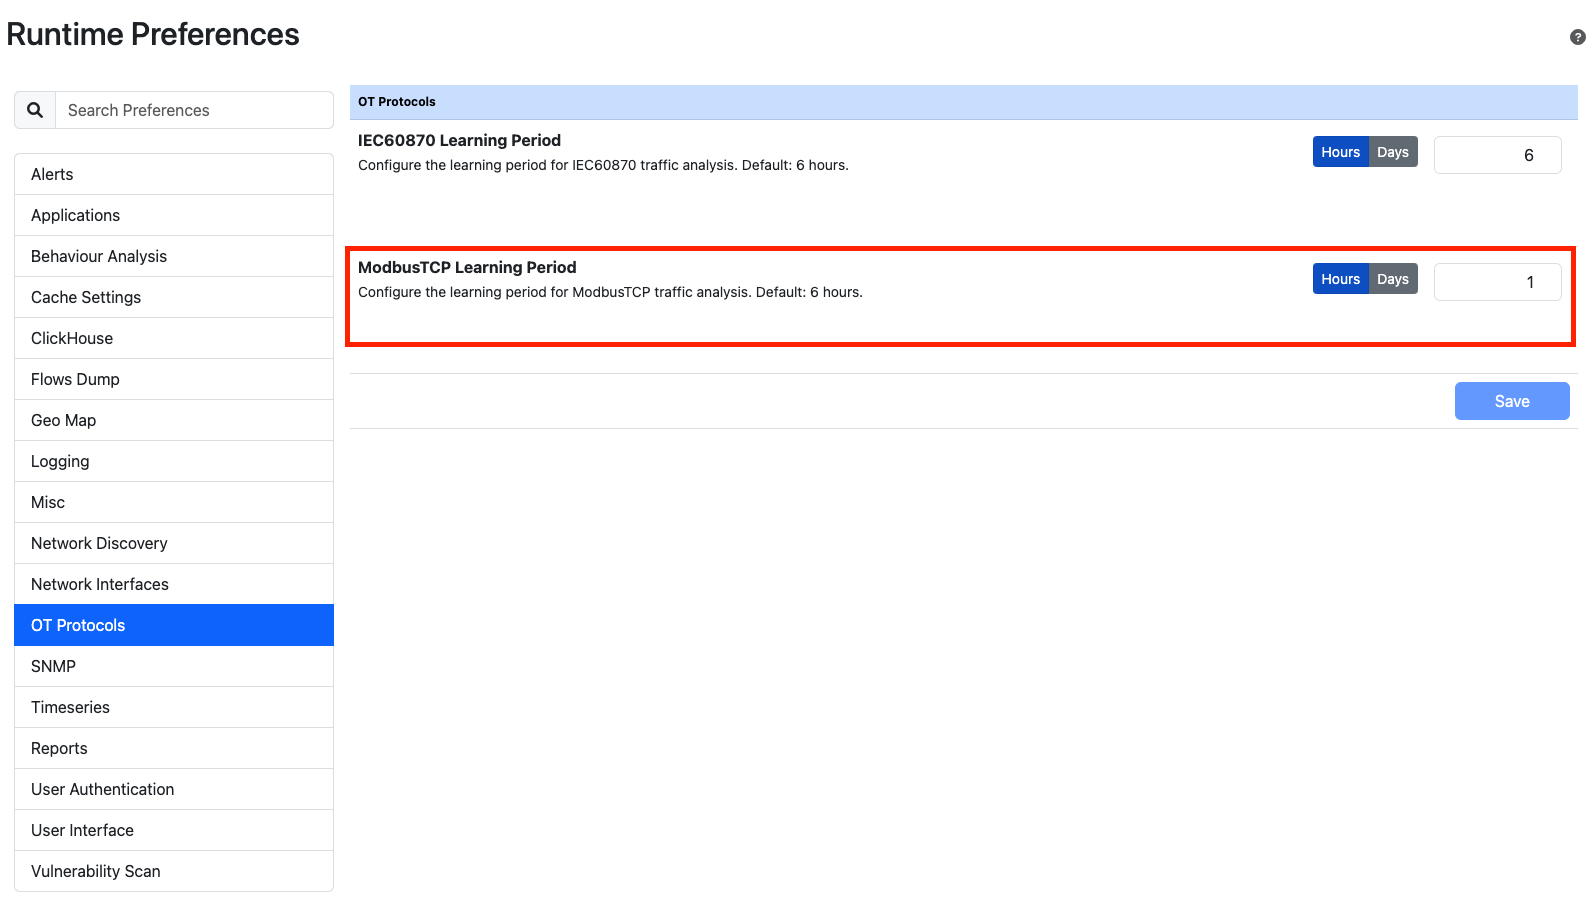 Runtime Preferences
?
Search Preferences
Alerts
Applications
Behaviour Analysis
Cache Settings
ClickHouse
Flows Dump
Geo Map
Logging
Misc
Network Discovery
Network Interfaces
OT Protocols
SNMP
Timeseries
Reports
User Authentication
User Interface
Vulnerability Scan
OT Protocols
IEC60870 Learning Period
Configure the learning period for IEC60870 traffic analysis. Default: 6 hours.
Hours Days 6
ModbusTCP Learning Period
Configure the learning period for ModbusTCP traffic analysis. Default: 6 hours.
Hours Days 1
Save